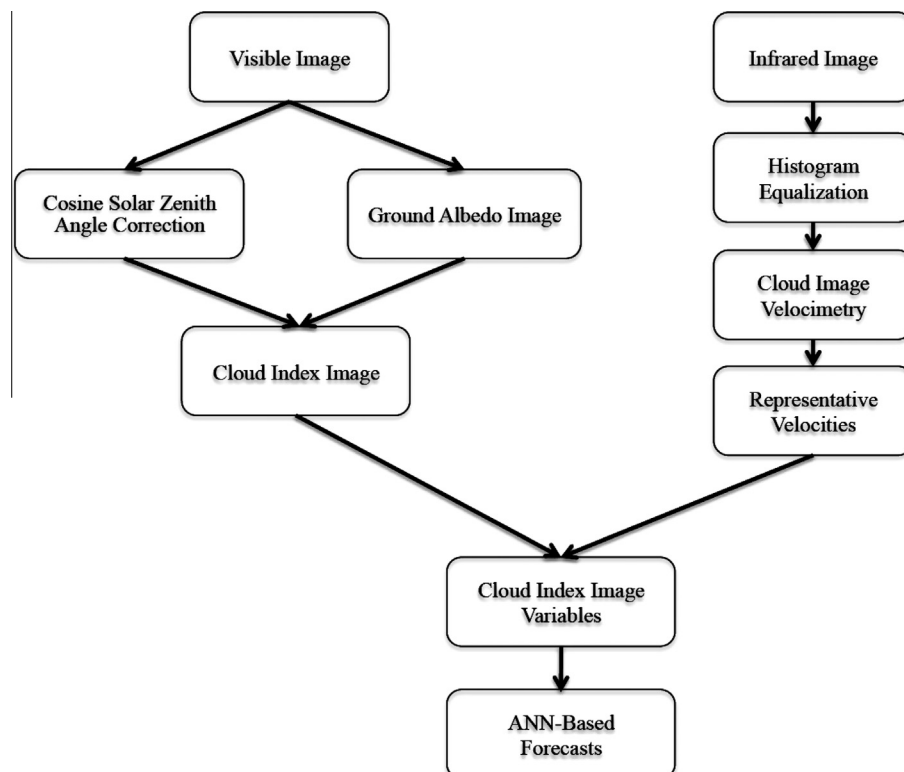 Visible Image
Infrared Image
Cosine Solar Zenith
Angle Correction
Ground Albedo Image
Histogram
Equalization
Cloud Image
Velocimetry
Cloud Index Image
Representative
Velocities
Cloud Index Image
Variables
ANN-Based
Forecasts